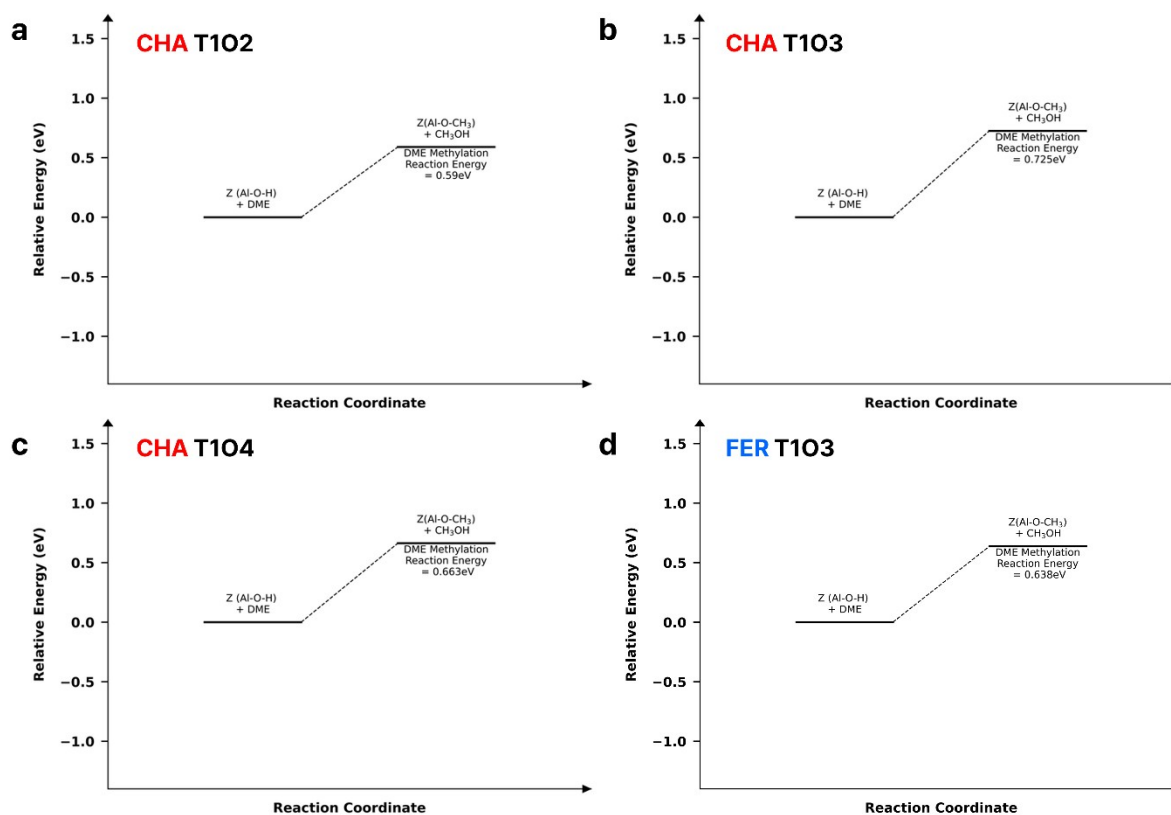 a
CHA T1O2
Relative Energy (eV)
1.5
1.0
0.5
0.0
−0.5
−1.0
Z(Al-O-CH₃)
+ CH₃OH
DME Methylation
Reaction Energy
= 0.59eV
Z (Al-O-H)
+ DME
Reaction Coordinate
b
CHA T1O3
Relative Energy (eV)
1.5
1.0
0.5
0.0
−0.5
−1.0
Z(Al-O-CH₃)
+ CH₃OH
DME Methylation
Reaction Energy
= 0.725eV
Z (Al-O-H)
+ DME
Reaction Coordinate
c
CHA T1O4
Relative Energy (eV)
1.5
1.0
0.5
0.0
−0.5
−1.0
Z(Al-O-CH₃)
+ CH₃OH
DME Methylation
Reaction Energy
= 0.663eV
Z (Al-O-H)
+ DME
Reaction Coordinate
d
FER T1O3
Relative Energy (eV)
1.5
1.0
0.5
0.0
−0.5
−1.0
Z(Al-O-CH₃)
+ CH₃OH
DME Methylation
Reaction Energy
= 0.638eV
Z (Al-O-H)
+ DME
Reaction Coordinate